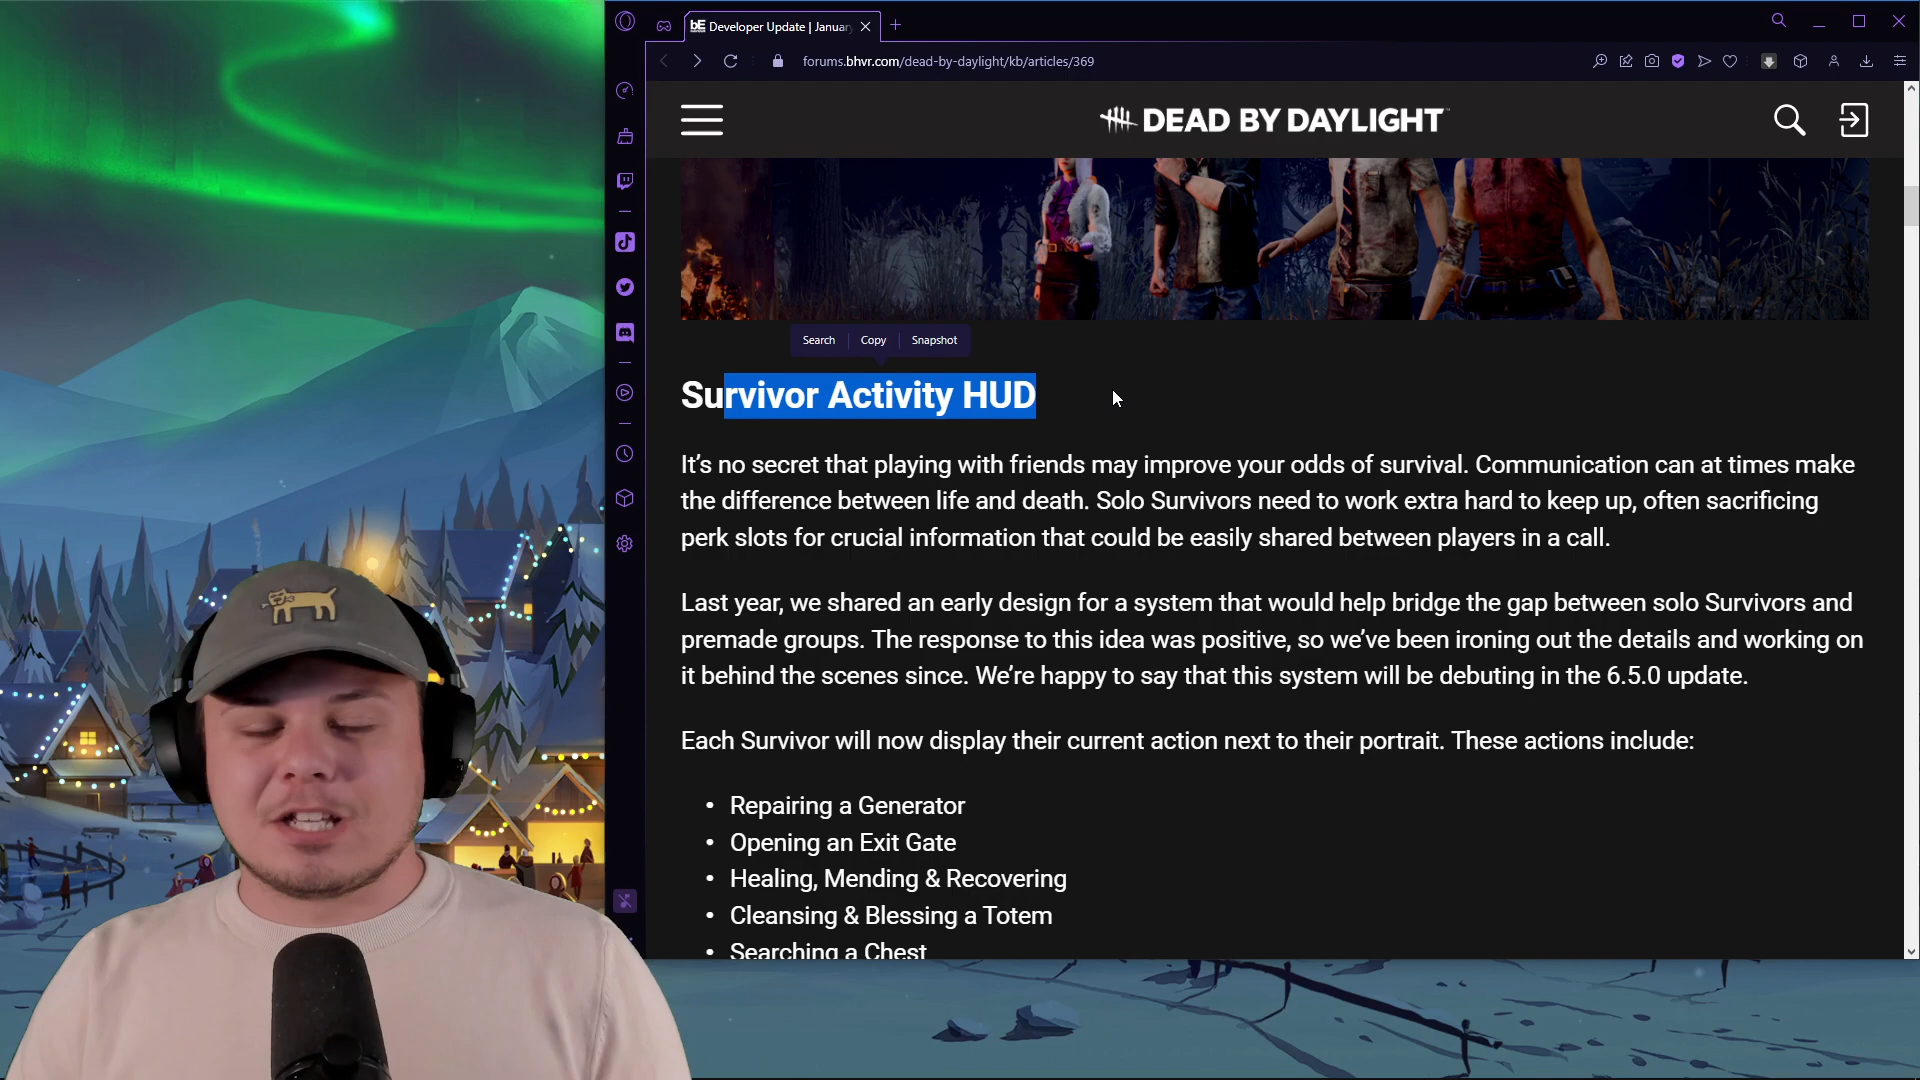 bE Developer Update | Januar
forums.bhvr.com/dead-by-daylight/kb/articles/369
DEAD BY DAYLIGHT
Search Copy Snapshot
Survivor Activity HUD
It’s no secret that playing with friends may improve your odds of survival. Communication can at times make
the difference between life and death. Solo Survivors need to work extra hard to keep up, often sacrificing
perk slots for crucial information that could be easily shared between players in a call.
Last year, we shared an early design for a system that would help bridge the gap between solo Survivors and
premade groups. The response to this idea was positive, so we’ve been ironing out the details and working on
it behind the scenes since. We’re happy to say that this system will be debuting in the 6.5.0 update.
Each Survivor will now display their current action next to their portrait. These actions include:
• Repairing a Generator
• Opening an Exit Gate
• Healing, Mending & Recovering
• Cleansing & Blessing a Totem
• Searching a Chest